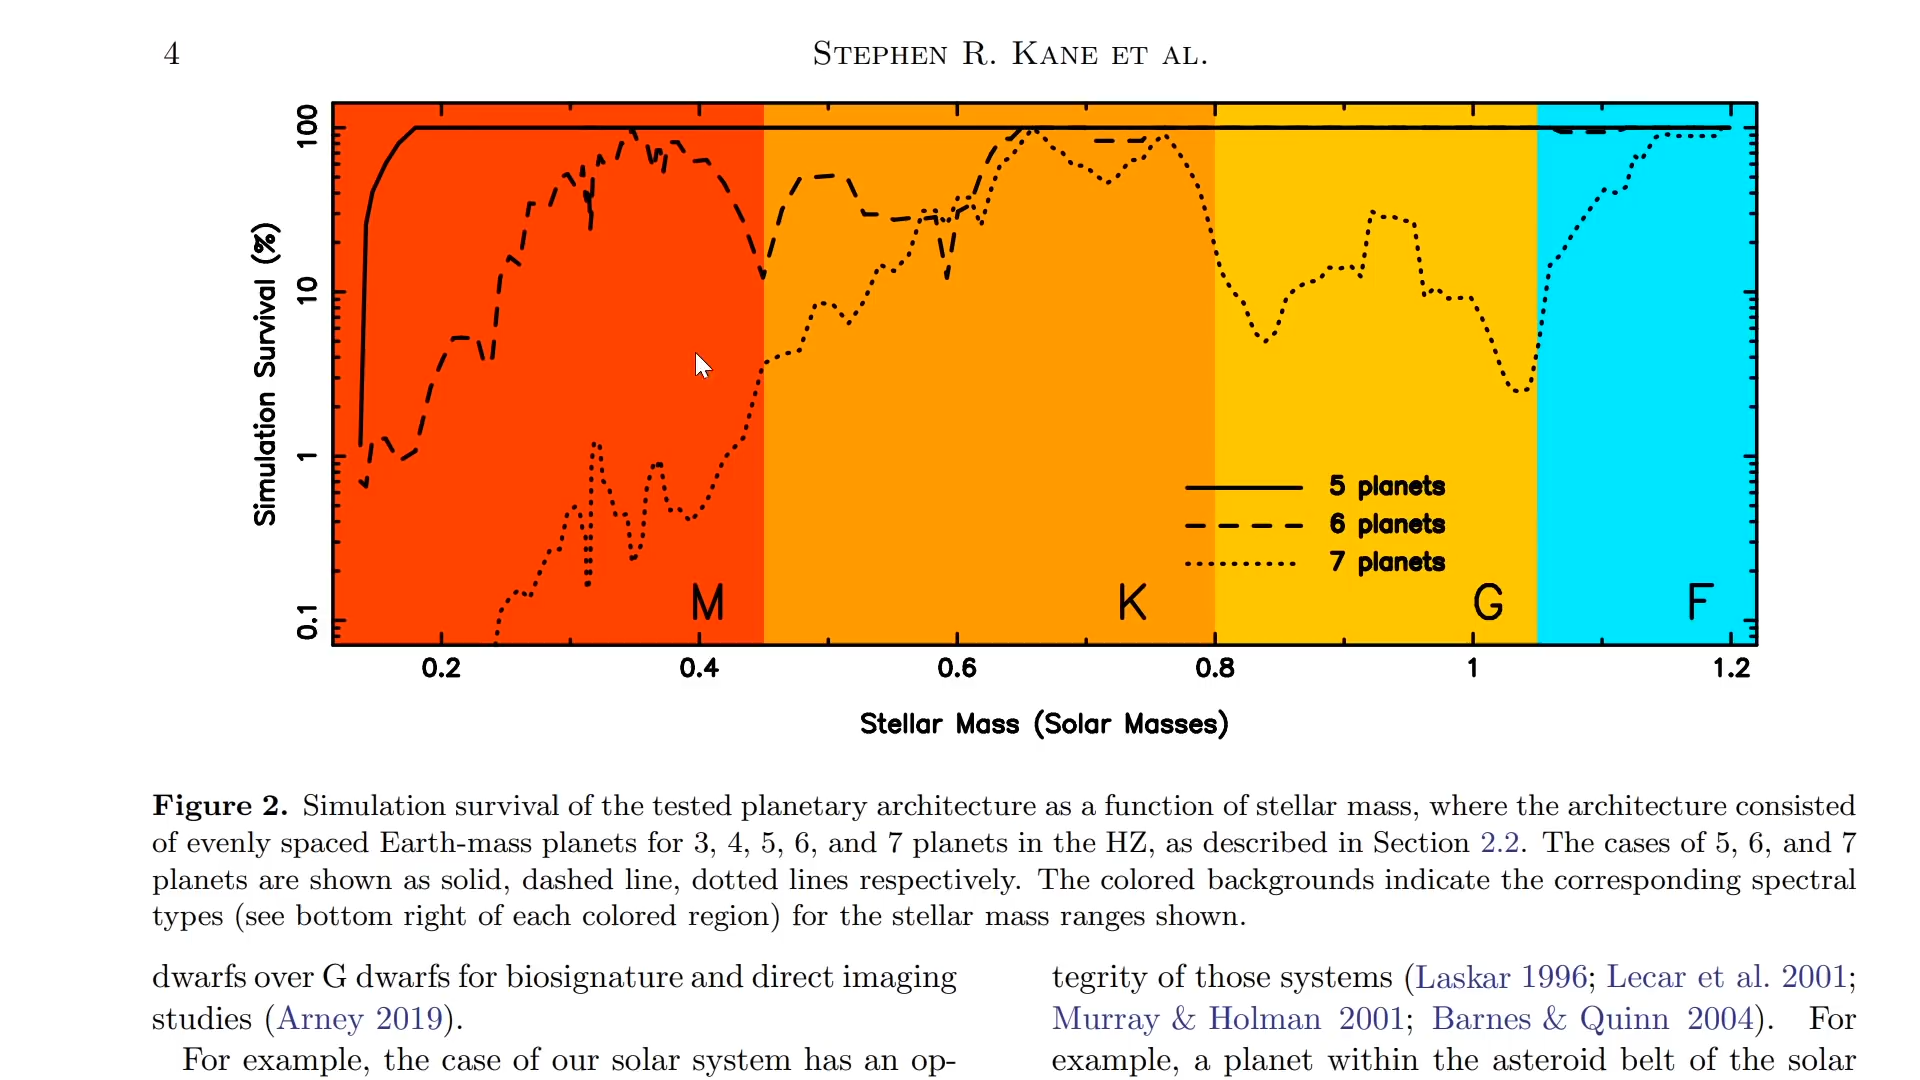 4
STEPHEN R. KANE ET AL.
100
10
1
0.1
Simulation Survival (%)
5 planets
6 planets
7 planets
M
K
G
F
0.2
0.4
0.6
0.8
1
1.2
Stellar Mass (Solar Masses)
Figure 2. Simulation survival of the tested planetary architecture as a function of stellar mass, where the architecture consisted
of evenly spaced Earth-mass planets for 3, 4, 5, 6, and 7 planets in the HZ, as described in Section 2.2. The cases of 5, 6, and 7
planets are shown as solid, dashed line, dotted lines respectively. The colored backgrounds indicate the corresponding spectral
types (see bottom right of each colored region) for the stellar mass ranges shown.
dwarfs over G dwarfs for biosignature and direct imaging
studies (Arney 2019).
For example, the case of our solar system has an op-
tegrity of those systems (Laskar 1996; Lecar et al. 2001;
Murray & Holman 2001; Barnes & Quinn 2004). For
example, a planet within the asteroid belt of the solar